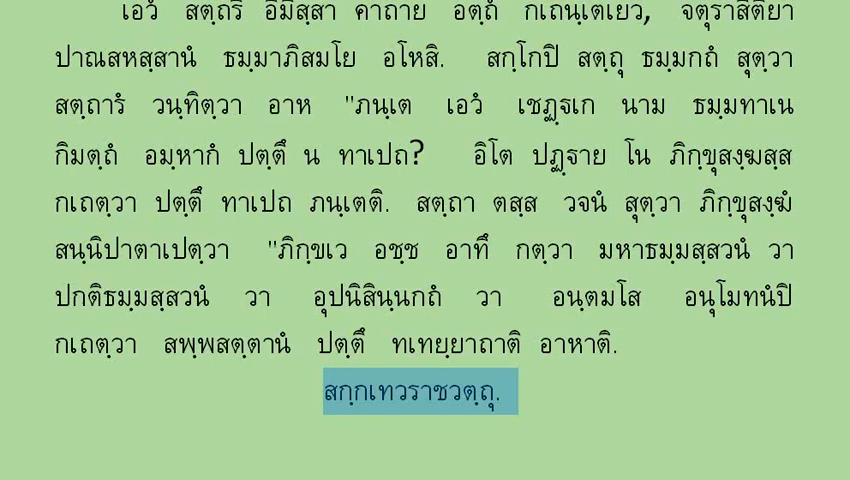 เอวํ สตฺถริ อิมิสฺสา คาถาย อตฺถํ กเถนฺเตเยว, จตุราสีติยา
ปาณสหสฺสานํ ธมฺมาภิสมโย อโหสิ. สกฺโกปิ สตฺถุ ธมฺมกถํ สุตฺวา
สตฺถารํ วนฺทิตฺวา อาห "ภนฺเต เอวํ เชฏฺฐเก นาม ธมฺมทาเน
กิมตฺถํ อมฺหากํ ปตฺตึ น ทาเปถ? อิโต ปฏฺฐาย โน ภิกฺขุสงฺฆสฺส
กเถตฺวา ปตฺตึ ทาเปถ ภนฺเตติ. สตฺถา ตสฺส วจนํ สุตฺวา ภิกฺขุสงฺฆํ
สนฺนิปาตาเปตฺวา "ภิกฺขเว อชฺช อาทึ กตฺวา มหาธมฺมสฺสวนํ วา
ปกติธมฺมสฺสวนํ วา อุปนิสินฺนกถํ วา อนฺตมโส อนุโมทนํปิ
กเถตฺวา สพฺพสตฺตานํ ปตฺตึ ทเทยฺยาถาติ อาหาติ.
สกฺกเทวราชวตฺถุ.